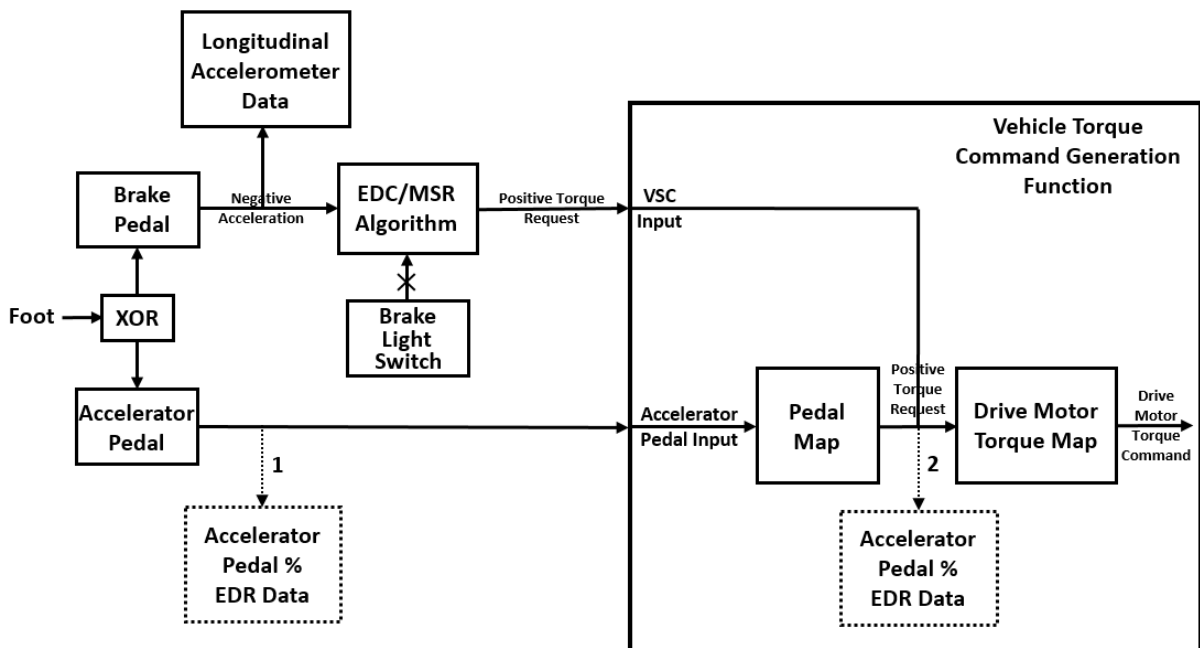 Longitudinal
Accelerometer
Data
Vehicle Torque
Command Generation
Function
Brake
Pedal
Negative
Acceleration
EDC/MSR
Algorithm
Positive Torque
Request
VSC
Input
Foot
XOR
Brake
Light
Switch
Accelerator
Pedal
Accelerator
Pedal Input
Pedal
Map
Positive
Torque
Request
Drive Motor
Torque Map
Drive
Motor
Torque
Command
1
2
Accelerator
Pedal %
EDR Data
Accelerator
Pedal %
EDR Data